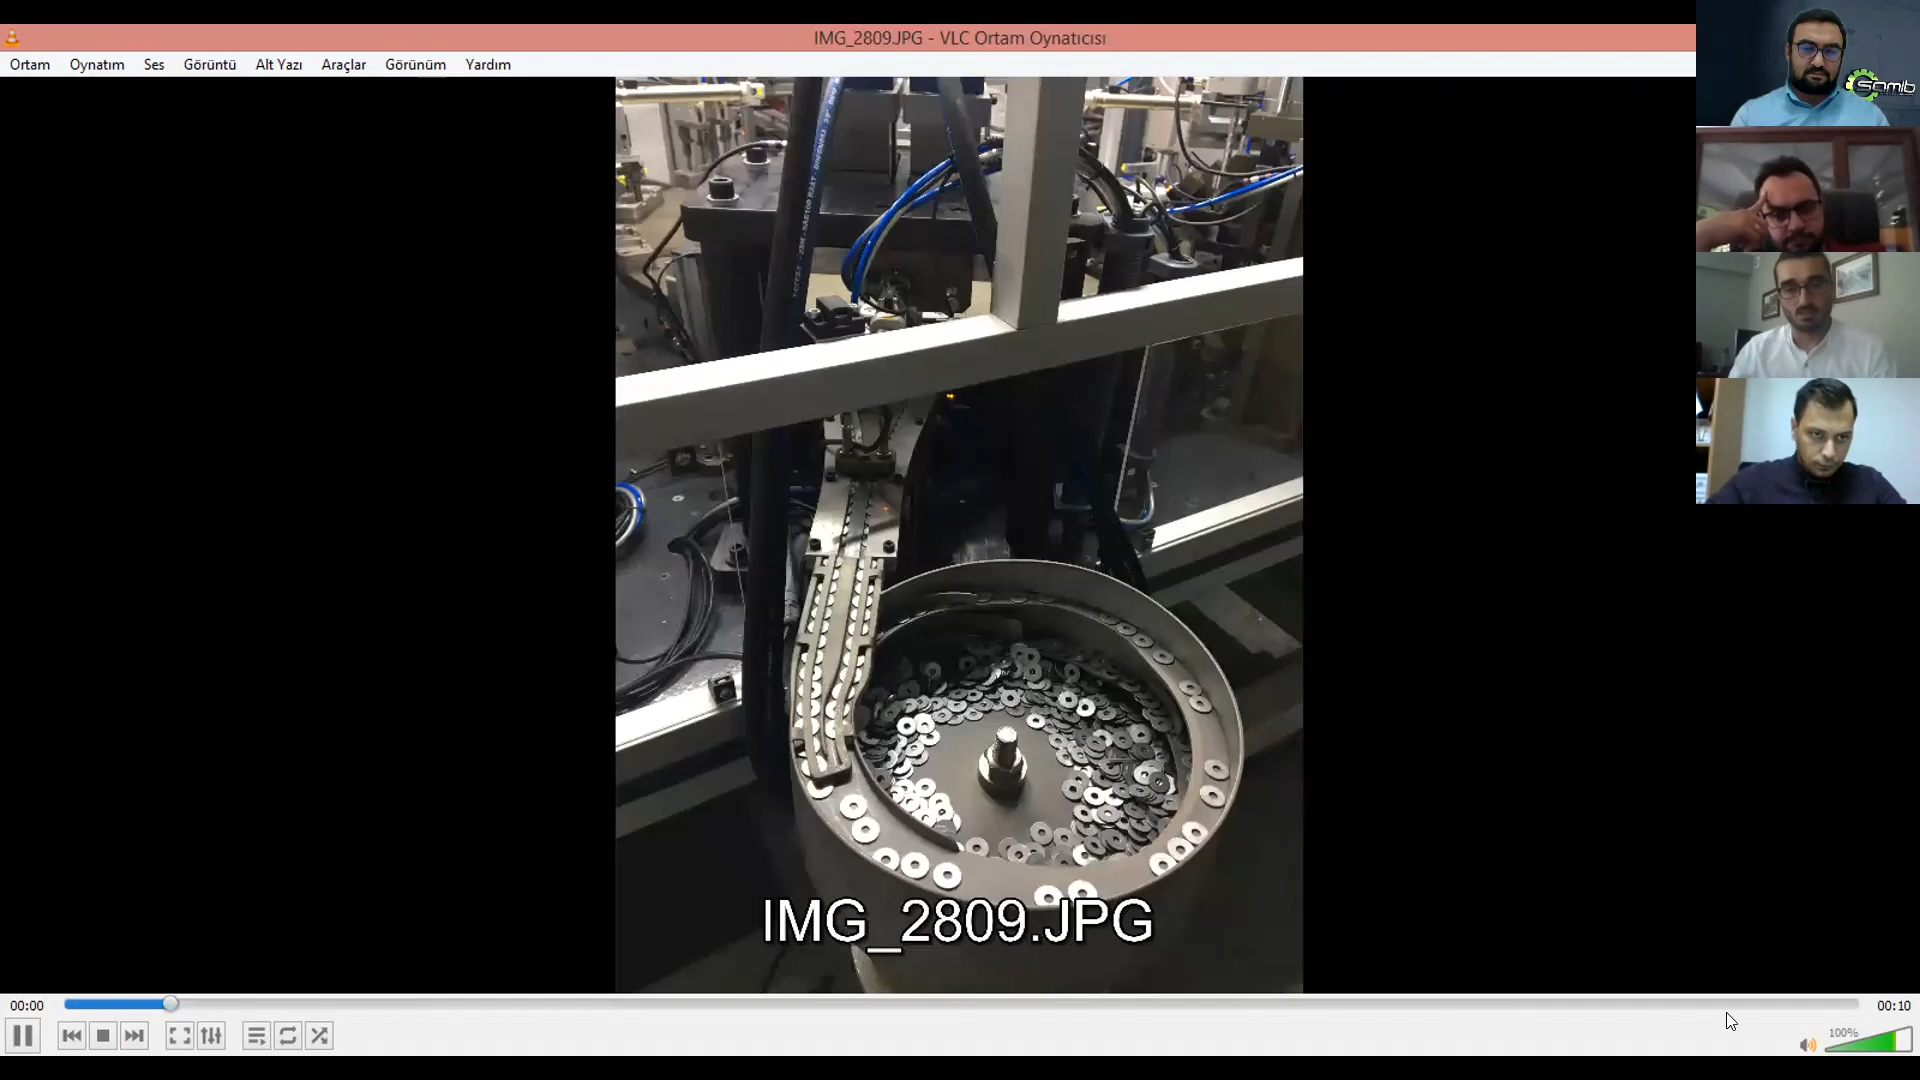 IMG_2809.JPG - VLC Ortam Oynatıcısı
Ortam Oynatım Ses Görüntü Alt Yazı Araçlar Görünüm Yardım
IMG_2809.JPG
00:00
00:10
100%